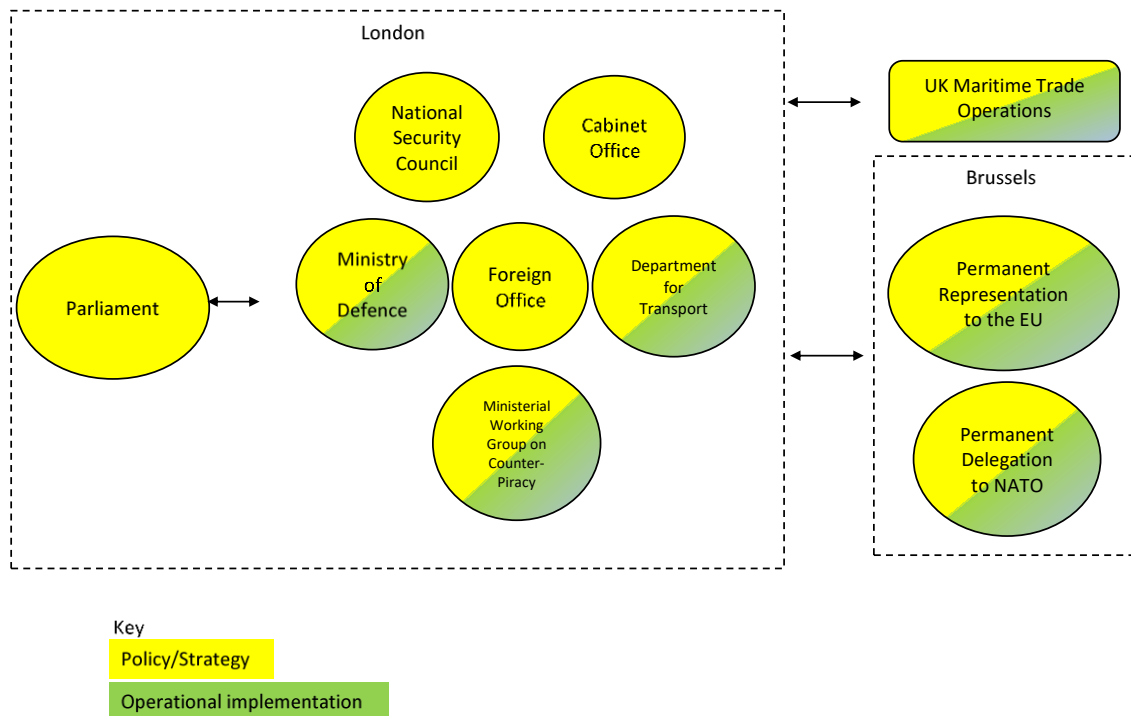 London
National
Security
Council
Cabinet
Office
UK Maritime Trade
Operations
Brussels
Parliament
Ministry
of
Defence
Foreign
Office
Department
for
Transport
Permanent
Representation
to the EU
Ministerial
Working
Group on
Counter-
Piracy
Permanent
Delegation
to NATO
Key
Policy/Strategy
Operational implementation